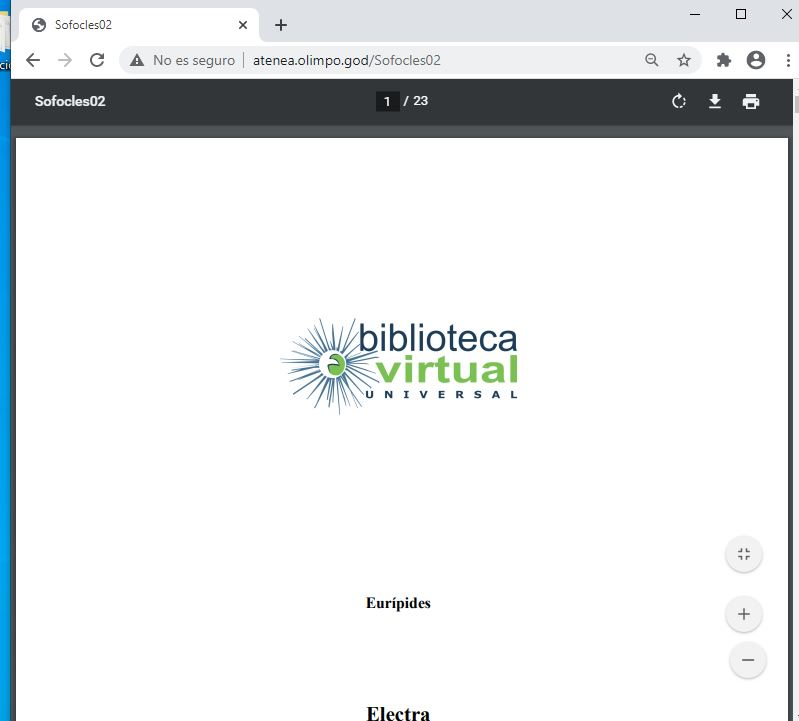 Sofocles02
No es seguro | atenea.olimpo.god/Sofocles02
Sofocles02
1 / 23
biblioteca
virtual
UNIVERSAL
Eurípides
Electra